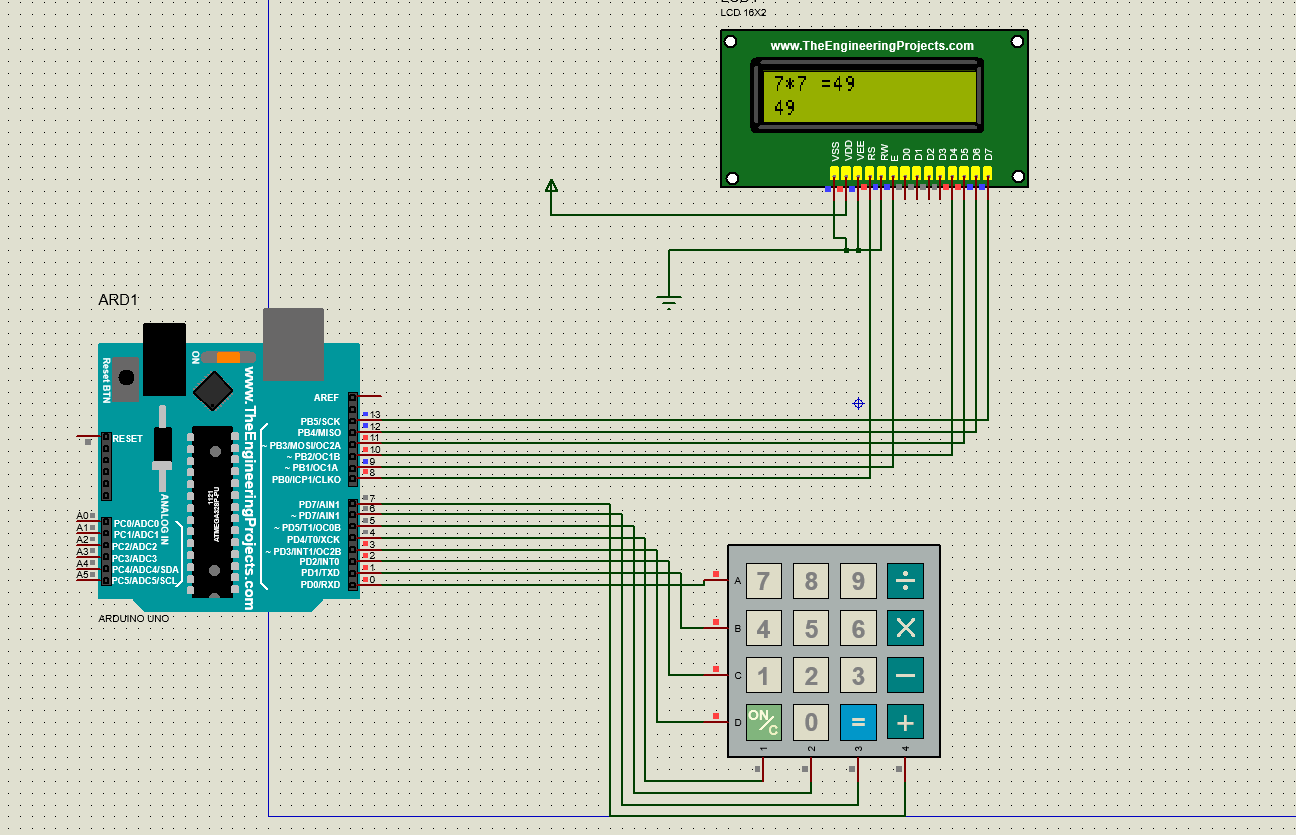 LCD 16X2
www.TheEngineeringProjects.com
7*7 =49
49
VSS
VDD
VEE
RS
RW
E
D0
D1
D2
D3
D4
D5
D6
D7
ARD1
Reset BTN
ON
www.TheEngineeringProjects.com
AREF
13
PB5/SCK
12
PB4/MISO
11
~ PB3/MOSI/OC2A
10
~ PB2/OC1B
9
~ PB1/OC1A
8
PB0/ICP1/CLKO
RESET
1121
ATMEGA328P-PU
ANALOG IN
A0
PC0/ADC0
A1
PC1/ADC1
A2
PC2/ADC2
A3
PC3/ADC3
A4
PC4/ADC4/SDA
A5
PC5/ADC5/SCL
7
PD7/AIN1
6
~ PD7/AIN1
5
~ PD5/T1/OC0B
4
PD4/T0/XCK
3
~ PD3/INT1/OC2B
2
PD2/INT0
1
PD1/TXD
0
PD0/RXD
ARDUINO UNO
A
7 8 9 ÷
B
4 5 6 ×
C
1 2 3 −
D
ON/C 0 = +
1 2 3 4